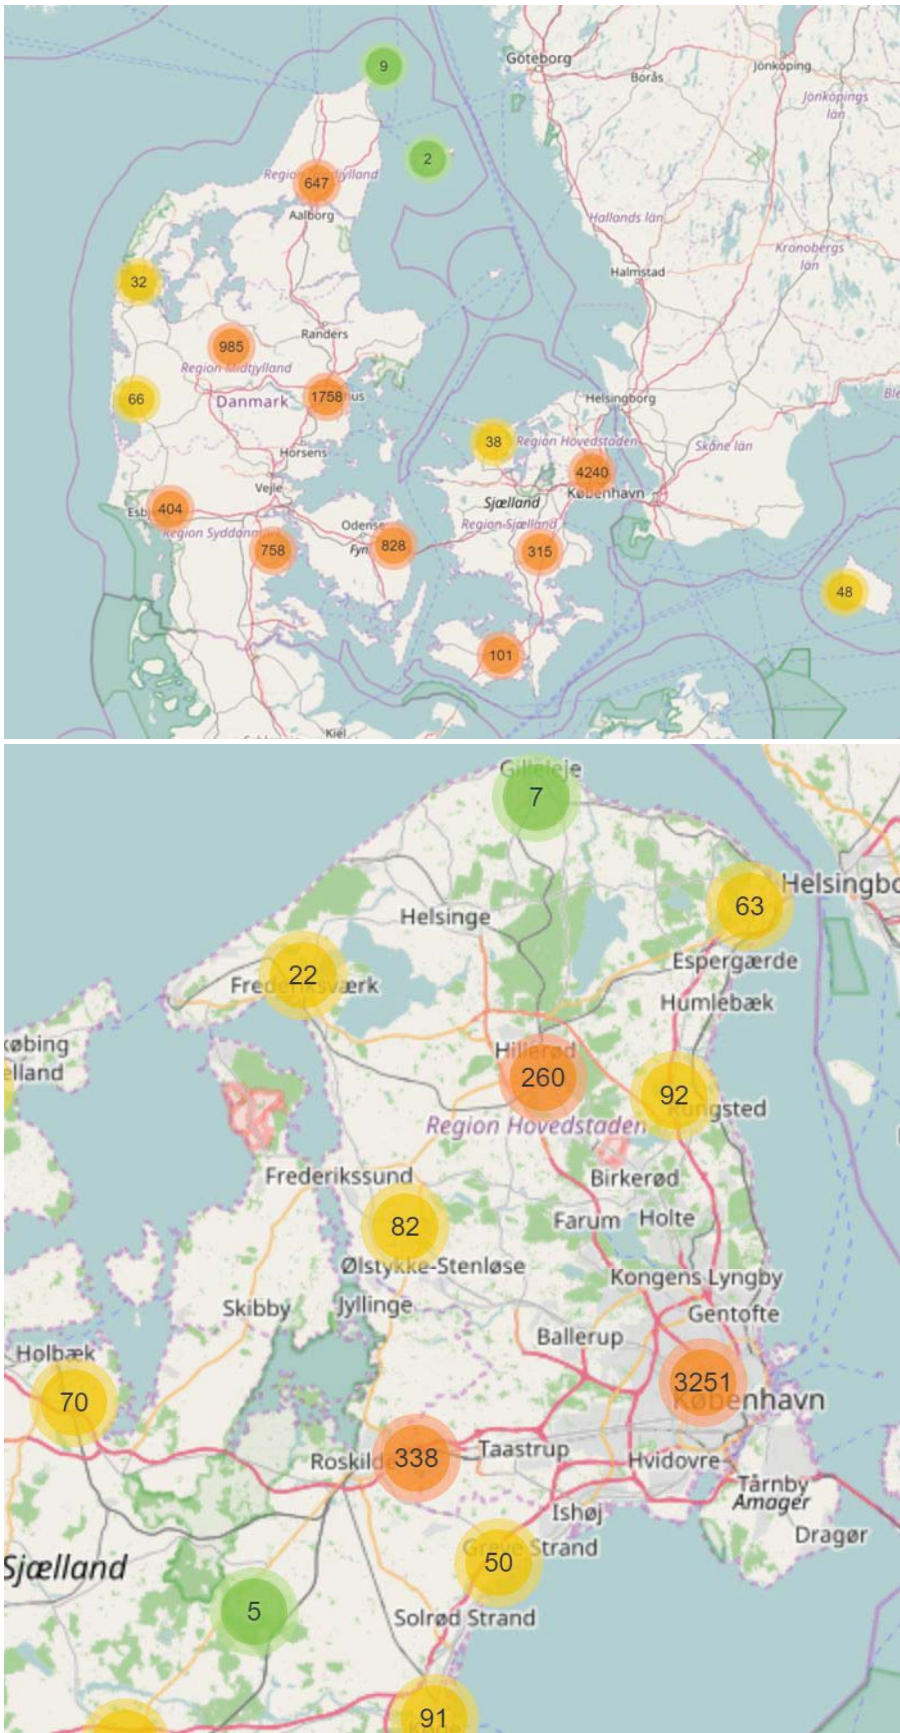 9
Göteborg
Borås
Jönköping
Jönköpings
län
2
647
Aalborg
Hallands län
Kronobergs
län
Halmstad
32
985
Randers
Region Midtjylland
66
Danmark
1758
Helsingborg
38
Region Hovedstaden
Skåne län
Horsens
4240
København
Vejle
Sjælland
404
Odense
Region Sjælland
758
Fyn
828
315
48
101
Kiel
Gilleleje
7
63
Helsinge
22
Espergærde
Humlebæk
Hillerød
260
92
Region Hovedstaden
Frederikssund
Birkerød
82
Farum
Holte
Ølstykke-Stenløse
Kongens Lyngby
Skibby
Jyllinge
Gentofte
Ballerup
Holbæk
70
3251
København
338
Taastrup
Hvidovre
Tårnby
Amager
Ishøj
Dragør
50
Sjælland
5
Solrød Strand
91